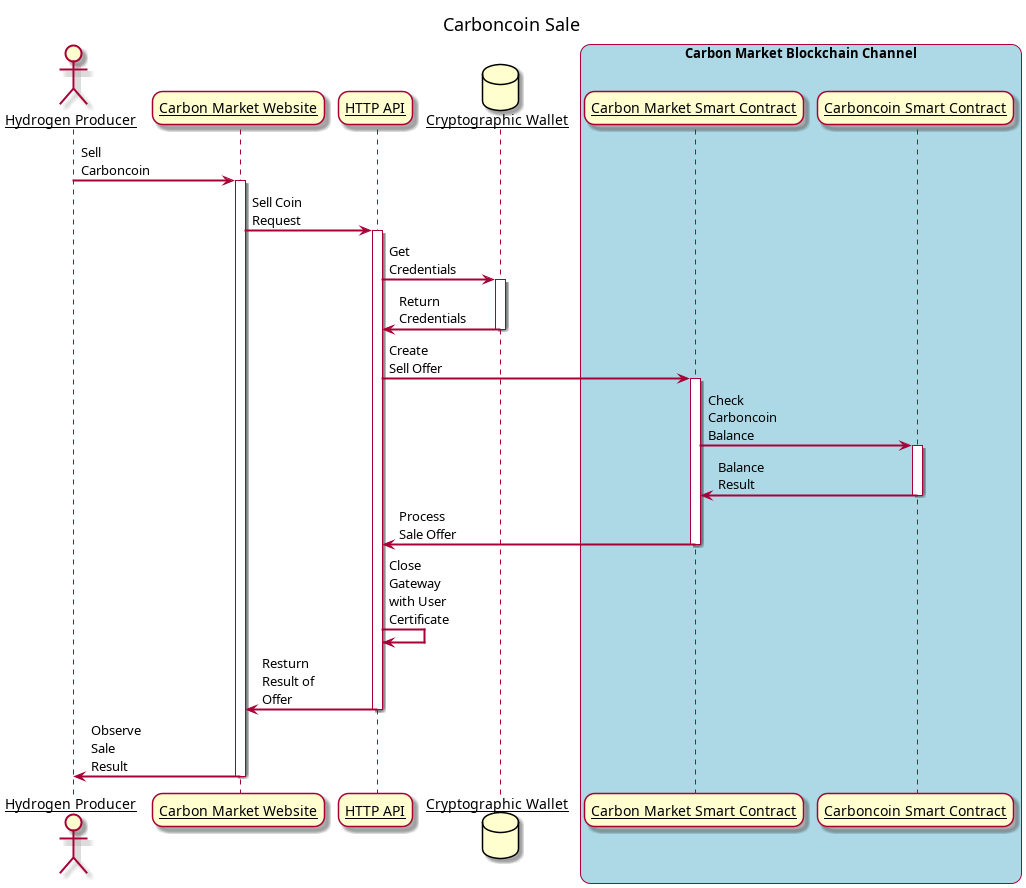 Carboncoin Sale
Carbon Market Blockchain Channel
Hydrogen Producer
Carbon Market Website
HTTP API
Cryptographic Wallet
Carbon Market Smart Contract
Carboncoin Smart Contract
Sell
Carboncoin
Sell Coin
Request
Get
Credentials
Return
Credentials
Create
Sell Offer
Check
Carboncoin
Balance
Balance
Result
Process
Sale Offer
Close
Gateway
with User
Certificate
Resturn
Result of
Offer
Observe
Sale
Result
Hydrogen Producer
Carbon Market Website
HTTP API
Cryptographic Wallet
Carbon Market Smart Contract
Carboncoin Smart Contract